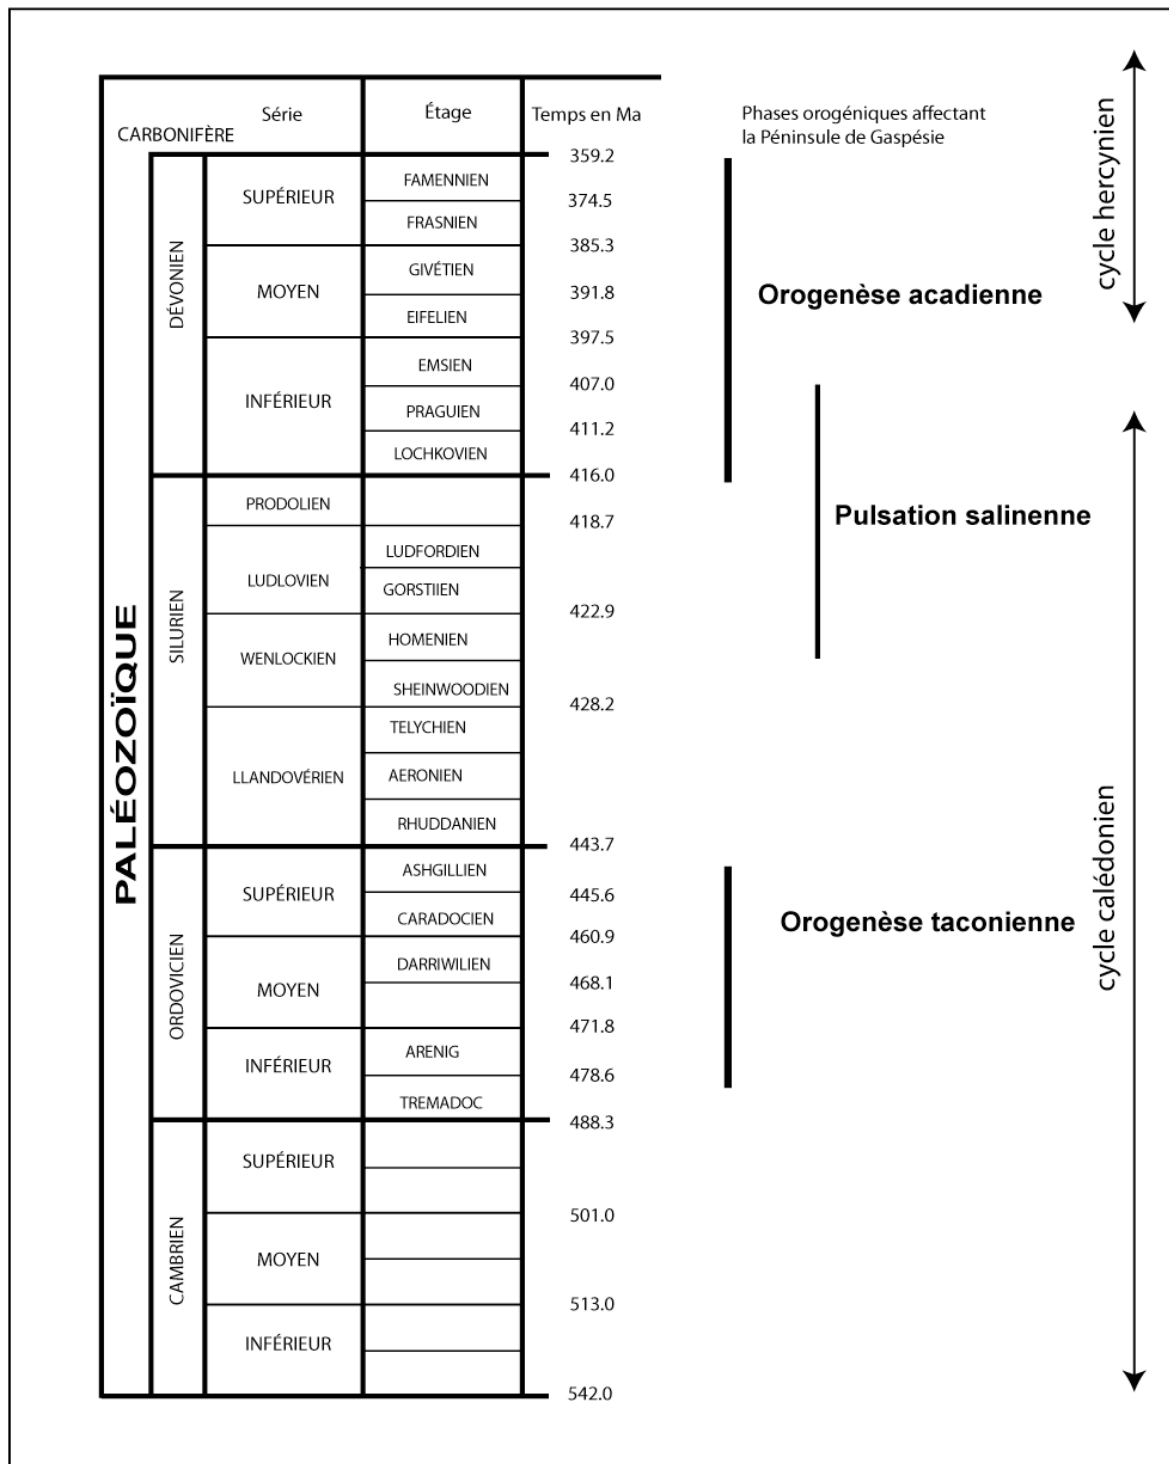 CARBONIFÈRE
Série
Étage
Temps en Ma
Phases orogéniques affectant
la Péninsule de Gaspésie
cycle hercynien
359.2
PALÉOZOÏQUE
DÉVONIEN
SUPÉRIEUR
FAMENNIEN
374.5
FRASNIEN
385.3
MOYEN
GIVÉTIEN
391.8
EIFELIEN
397.5
Orogenèse acadienne
INFÉRIEUR
EMSIEN
407.0
PRAGUIEN
411.2
LOCHKOVIEN
416.0
SILURIEN
PRODOLIEN
418.7
Pulsation salinenne
LUDLOVIEN
LUDFORDIEN
GORSTIIEN
422.9
WENLOCKIEN
HOMENIEN
SHEINWOODIEN
428.2
LLANDOVÉRIEN
TELYCHIEN
AERONIEN
RHUDDANIEN
443.7
cycle calédonien
ORDOVICIEN
SUPÉRIEUR
ASHGILLIEN
445.6
CARADOCIEN
460.9
Orogenèse taconienne
MOYEN
DARRIWILIEN
468.1
471.8
INFÉRIEUR
ARENIG
478.6
TREMADOC
488.3
CAMBRIEN
SUPÉRIEUR
501.0
MOYEN
513.0
INFÉRIEUR
542.0